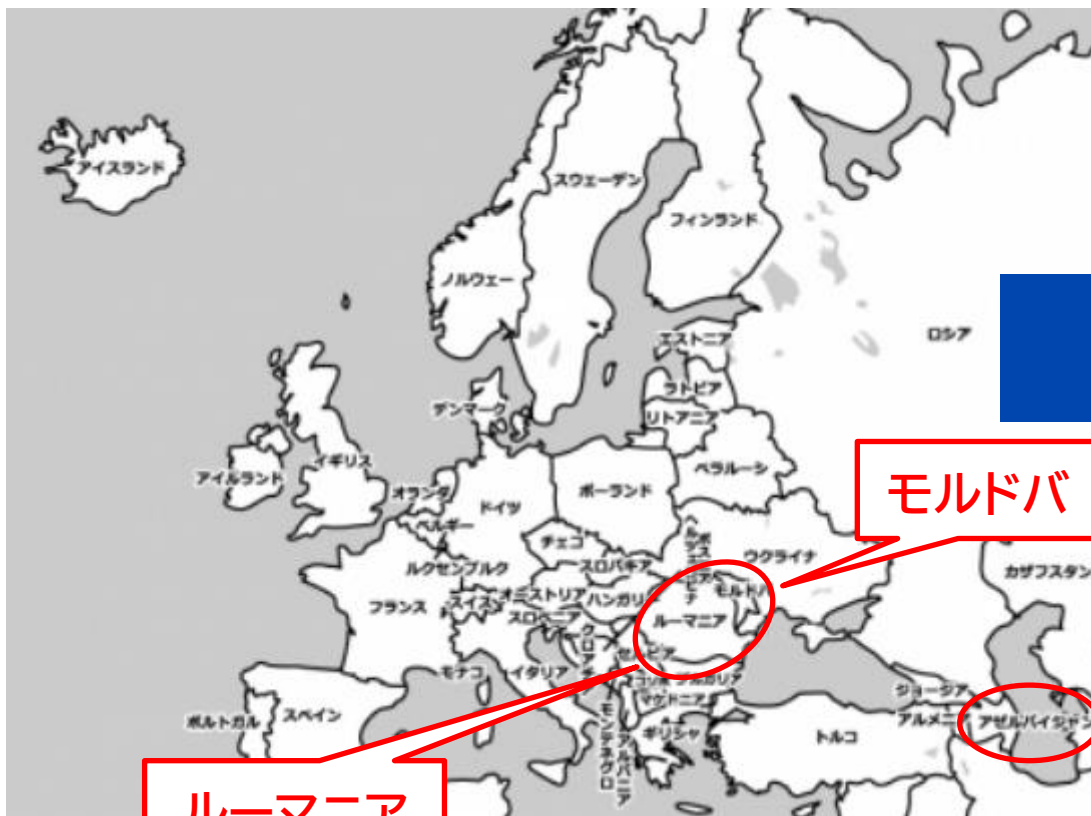 アイスランド
スウェーデン
フィンランド
ノルウェー
ロシア
エストニア
ラトビア
リトアニア
デンマーク
ベラルーシ
イギリス
アイルランド
オランダ
ドイツ
ポーランド
モルドバ
ベルギー
チェコ
ウクライナ
ルクセンブルク
スロバキア
カザフスタン
ボスニア
ヘルツェゴビナ
フランス
スイス
オーストリア
ハンガリー
モルドバ
スロベニア
ルーマニア
クロアチア
セルビア
モナコ
イタリア
ブルガリア
マケドニア
ジョージア
ポルトガル
スペイン
モンテネグロ
アルバニア
ギリシャ
トルコ
アルメニア
アゼルバイジャン
ルーマニア